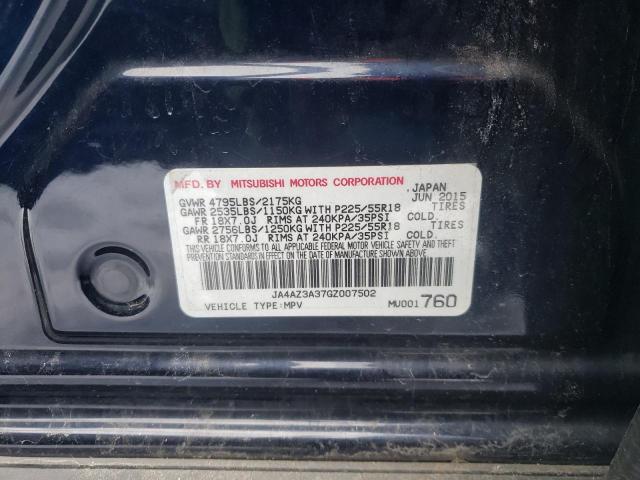 MFD. BY MITSUBISHI MOTORS CORPORATION JAPAN
GVWR 4795LBS/2175KG JUN 2015
GAWR 2535LBS/1150KG WITH P225/55R18 TIRES
FR 18X7.0J RIMS AT 240KPA/35PSI COLD.
GAWR 2756LBS/1250KG WITH P225/55R18 TIRES
RR 18X7.0J RIMS AT 240KPA/35PSI COLD.
THIS VEHICLE CONFORMS TO ALL APPLICABLE FEDERAL MOTOR VEHICLE SAFETY AND THEFT
PREVENTION STANDARDS IN EFFECT ON THE DATE OF MANUFACTURE SHOWN ABOVE.
JA4AZ3A37GZ007502
VEHICLE TYPE:MPV MU001760